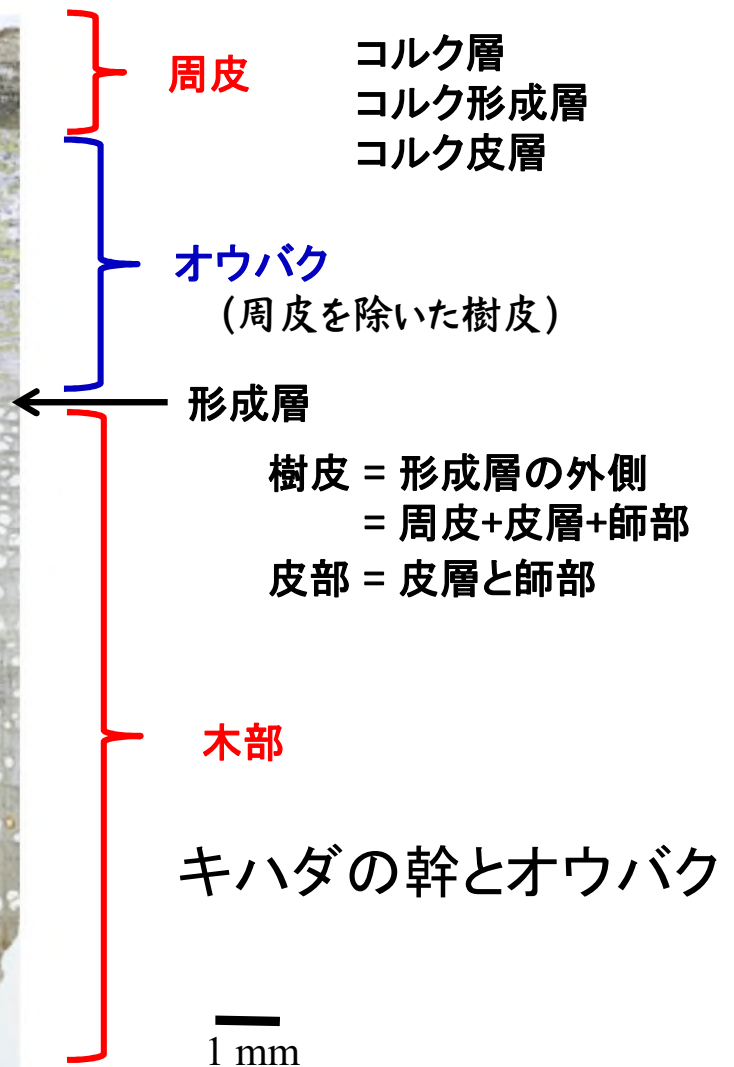 周皮
コルク層
コルク形成層
コルク皮層
オウバク
(周皮を除いた樹皮)
形成層
樹皮 = 形成層の外側
= 周皮+皮層+師部
皮部 = 皮層と師部
木部
キハダの幹とオウバク
1 mm